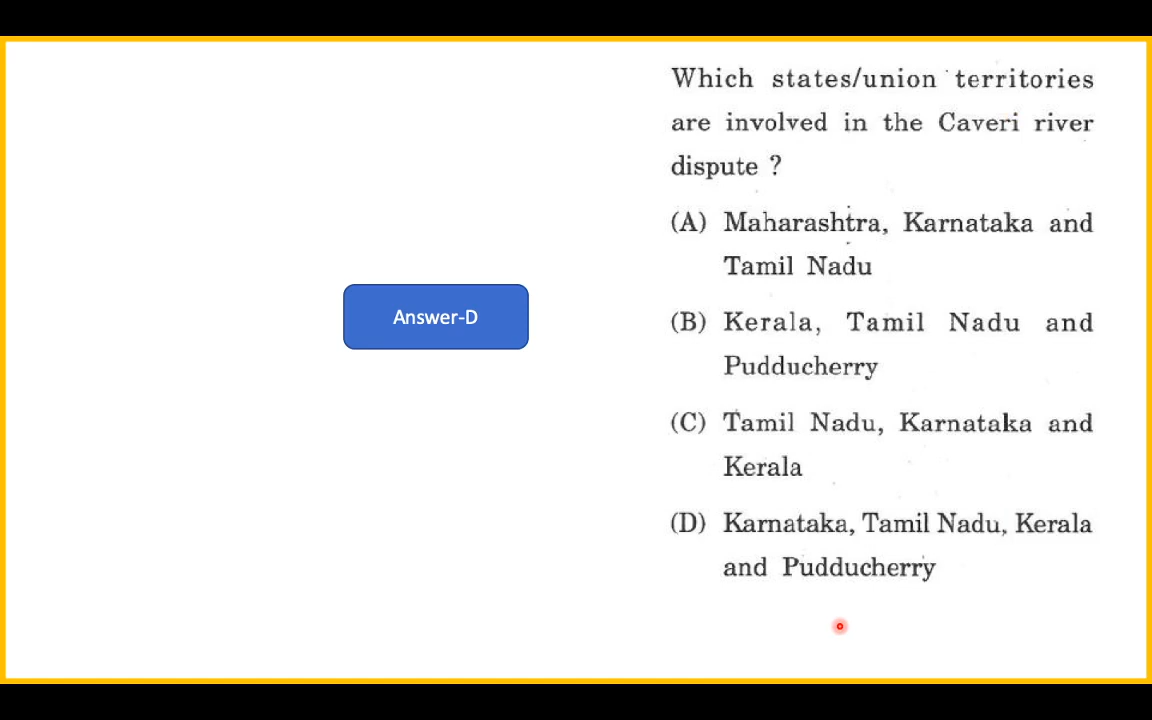 Which states/union territories
are involved in the Caveri river
dispute ?
(A) Maharashtra, Karnataka and
Tamil Nadu
Answer-D
(B) Kerala, Tamil Nadu and
Pudducherry
(C) Tamil Nadu, Karnataka and
Kerala
(D) Karnataka, Tamil Nadu, Kerala
and Pudducherry